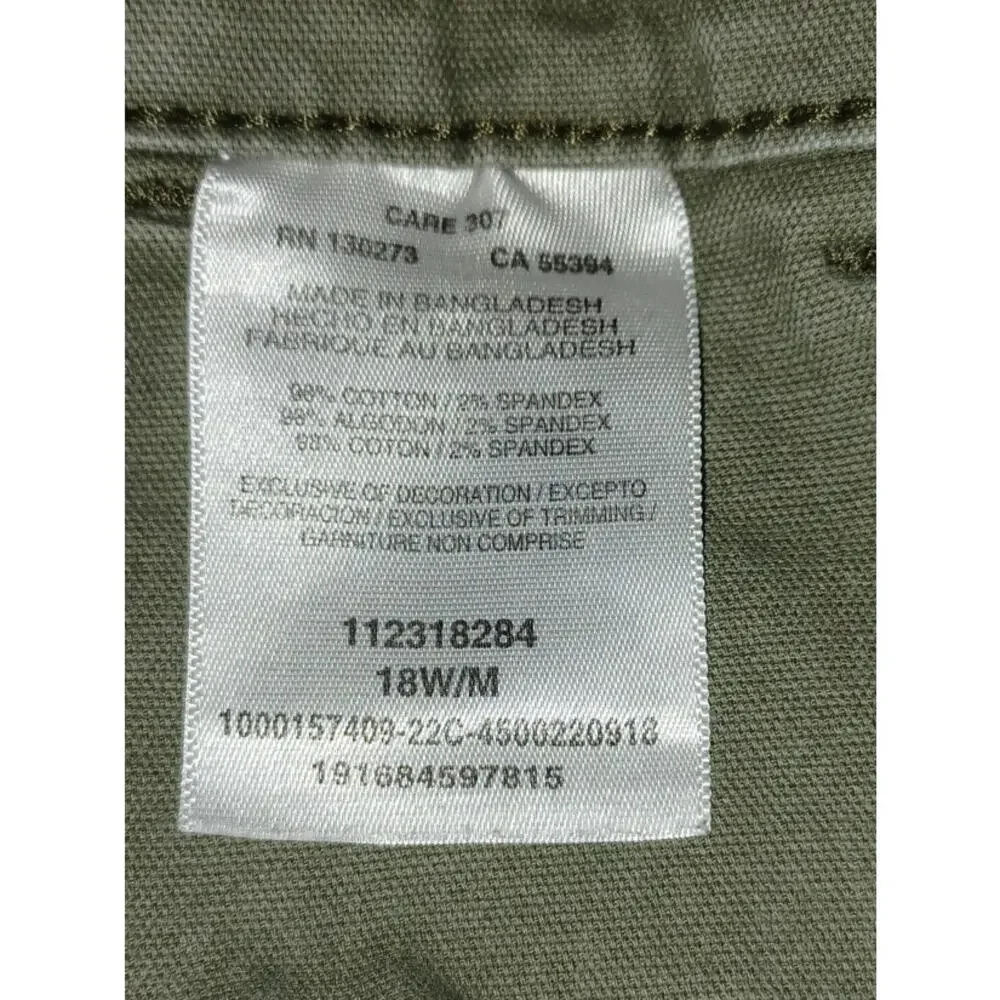 CARE 307
RN 130273 CA 55394
MADE IN BANGLADESH
HECHO EN BANGLADESH
FABRIQUE AU BANGLADESH
98% COTTON / 2% SPANDEX
98% ALGODON / 2% SPANDEX
98% COTON / 2% SPANDEX
EXCLUSIVE OF DECORATION / EXCEPTO
DECORACION / EXCLUSIVE OF TRIMMING /
GARNITURE NON COMPRISE
112318284
18W/M
1000157409-22C-4500220918
191684597815